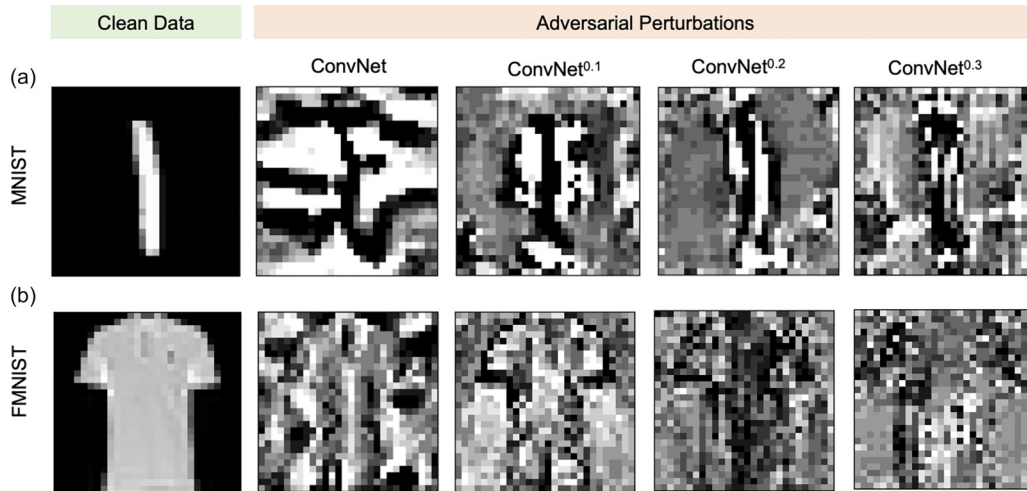 Clean Data Adversarial Perturbations
(a) ConvNet ConvNet⁰·¹ ConvNet⁰·² ConvNet⁰·³
MNIST
(b)
FMNIST